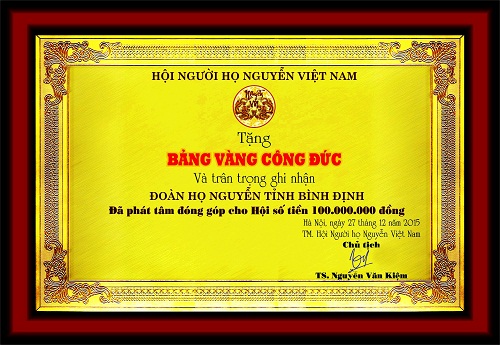 HỘI NGƯỜI HỌ NGUYỄN VIỆT NAM
Tặng
BẢNG VÀNG CÔNG ĐỨC
Và trân trọng ghi nhận
ĐOÀN HỌ NGUYỄN TỈNH BÌNH ĐỊNH
Đã phát tâm đóng góp cho Hội số tiền 100.000.000 đồng
Hà Nội, ngày 27 tháng 12 năm 2015
TM. Hội Người họ Nguyễn Việt Nam
Chủ tịch
TS. Nguyễn Văn Kiệm